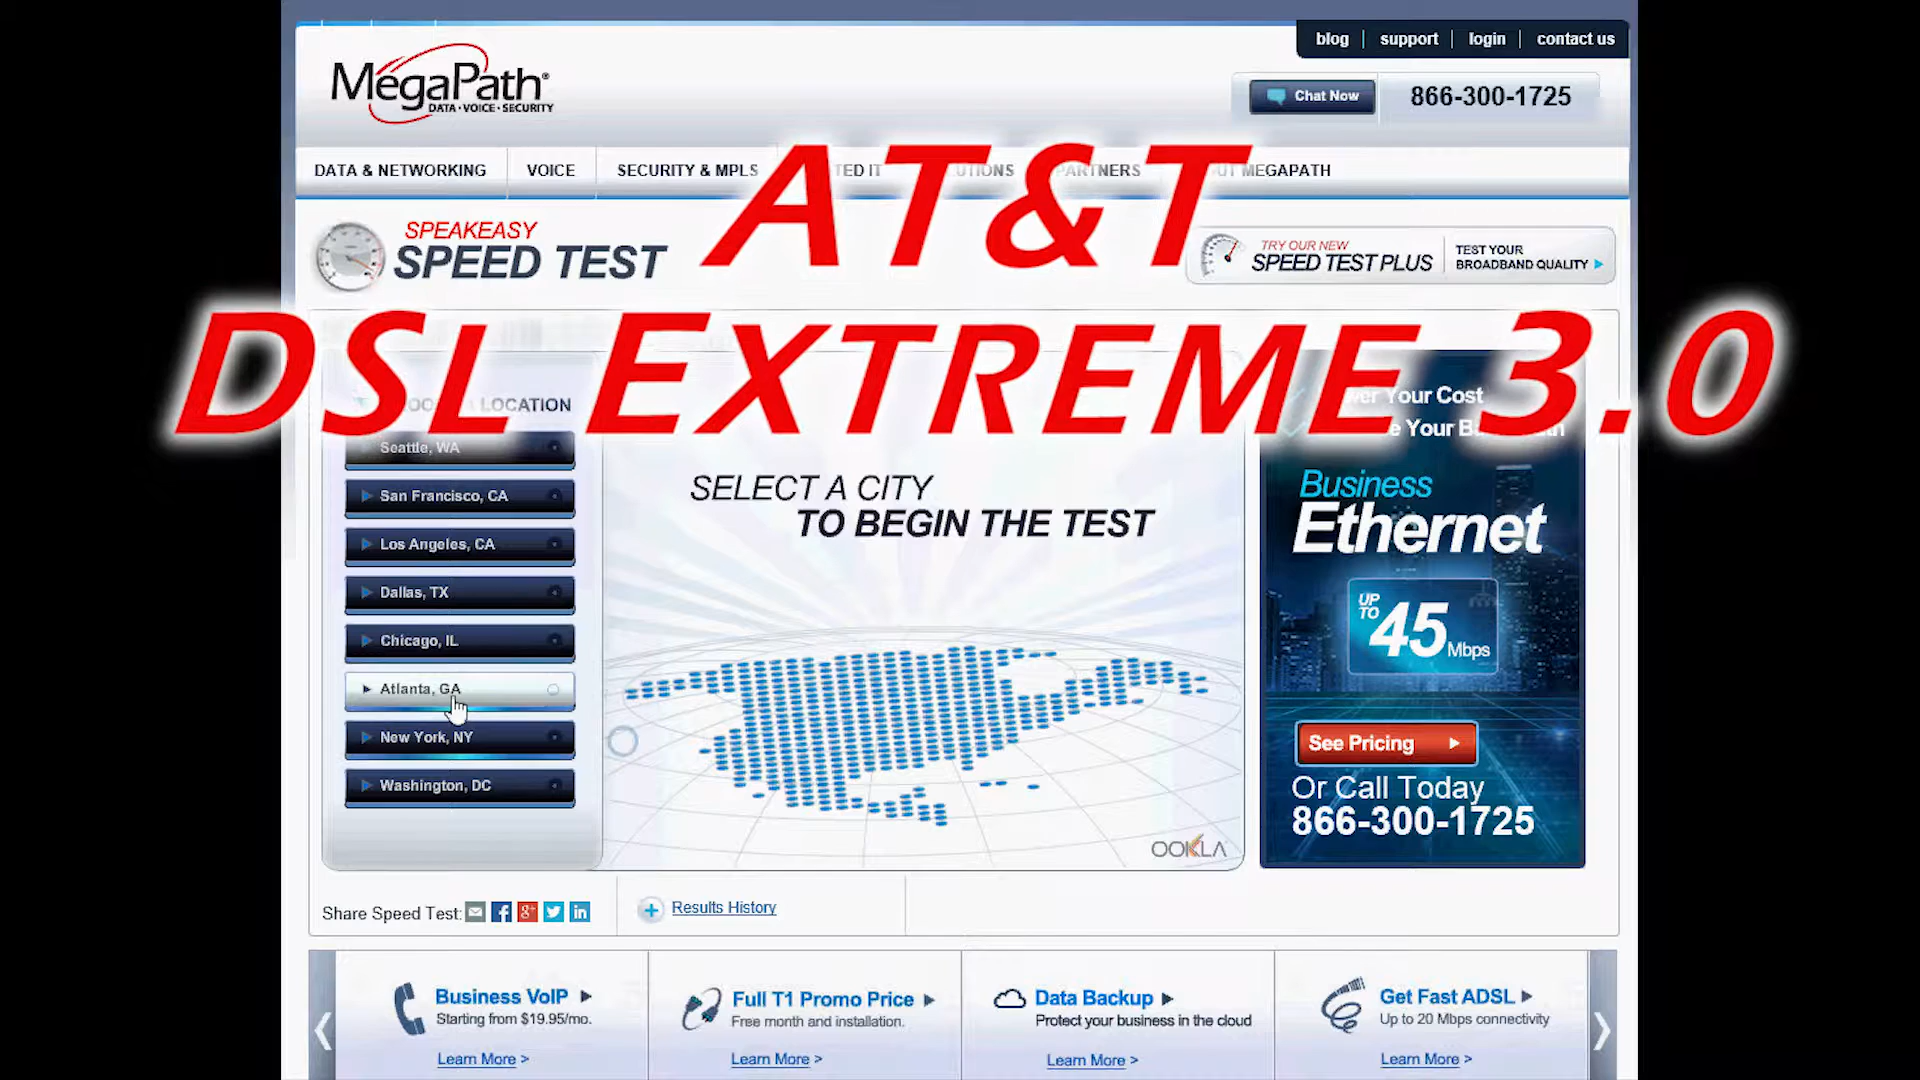 blog | support | login | contact us
MegaPath®
DATA • VOICE • SECURITY
Chat Now
866-300-1725
DATA & NETWORKING
VOICE
SECURITY & MPLS
PARTNERS
MEGAPATH
AT&T
SPEAKEASY
SPEED TEST
TRY OUR NEW
SPEED TEST PLUS
TEST YOUR
BROADBAND QUALITY
DSL EXTREME 3.0
LOCATION
Seattle, WA
San Francisco, CA
Los Angeles, CA
Dallas, TX
Chicago, IL
Atlanta, GA
New York, NY
Washington, DC
SELECT A CITY
TO BEGIN THE TEST
OOKLA
Your Cost
Your
Business
Ethernet
UP TO 45 Mbps
See Pricing
Or Call Today
866-300-1725
Share Speed Test:
Results History
Business VoIP
Starting from $19.95/mo.
Learn More >
Full T1 Promo Price
Free month and installation.
Learn More >
Data Backup
Protect your business in the cloud
Learn More >
Get Fast ADSL
Up to 20 Mbps connectivity
Learn More >